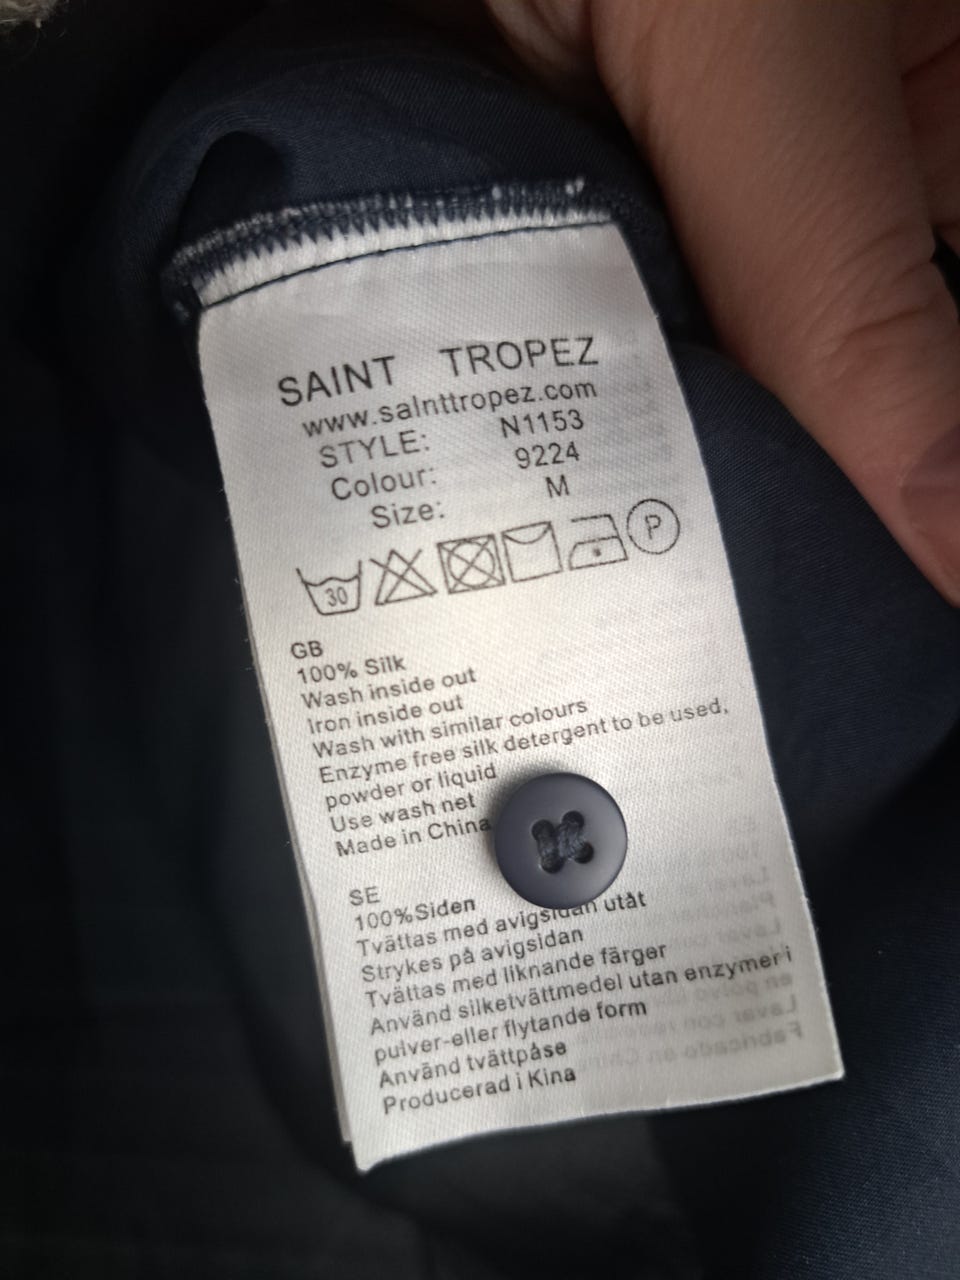 SAINT TROPEZ
www.salnttropez.com
STYLE: N1153
Colour: 9224
Size: M
30 P
GB
100% Silk
Wash inside out
Iron inside out
Wash with similar colours
Enzyme free silk detergent to be used,
powder or liquid
Use wash net
Made in China
SE
100%Siden
Tvättas med avigsidan utåt
Strykes på avigsidan
Tvättas med liknande färger
Använd silketvättmedel utan enzymer i
pulver-eller flytande form
Använd tvättpåse
Producerad i Kina